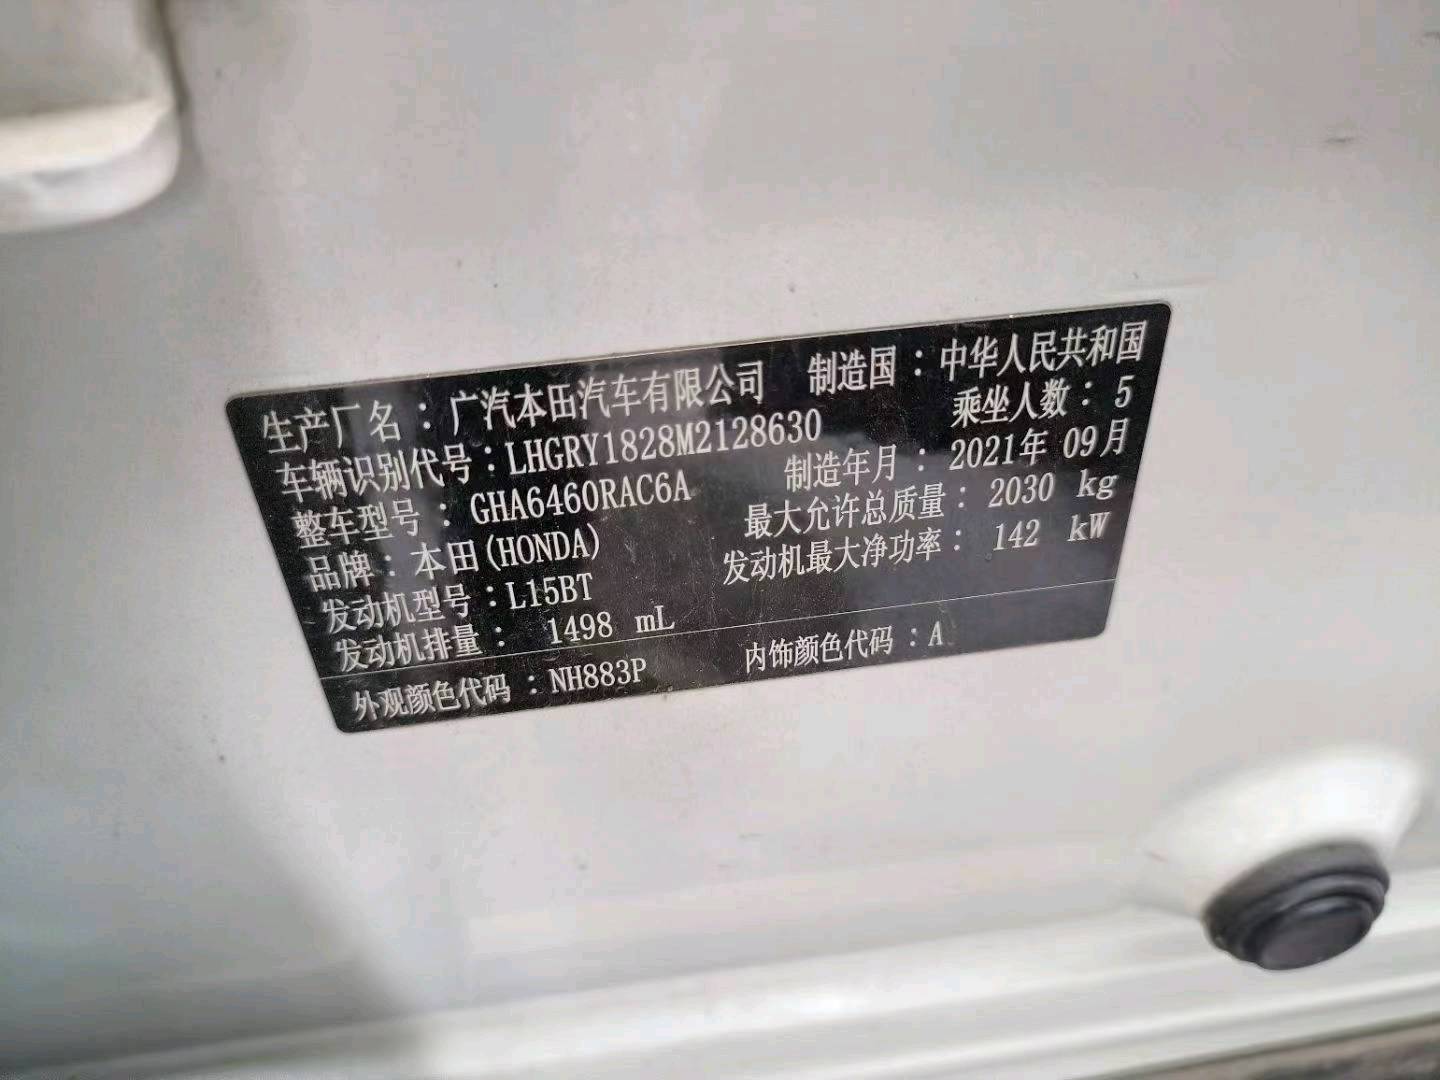 生产厂名：广汽本田汽车有限公司 制造国：中华人民共和国
车辆识别代号：LHGRY1828M2128630 乘坐人数：5
整车型号：GHA6460RAC6A 制造年月：2021年 09月
品牌：本田(HONDA) 最大允许总质量：2030 kg
发动机型号：L15BT 发动机最大净功率：142 kW
发动机排量：1498 mL
外观颜色代码：NH883P 内饰颜色代码：A